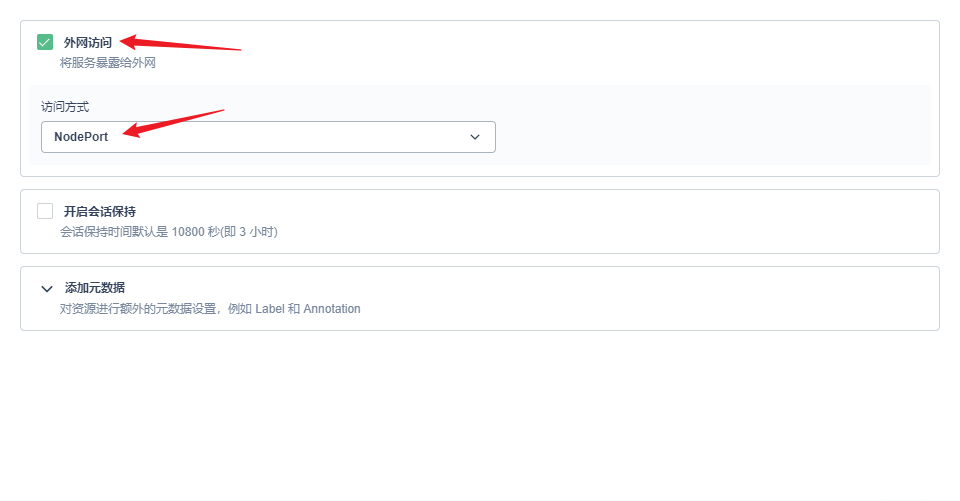 外网访问
将服务暴露给外网
访问方式
NodePort
开启会话保持
会话保持时间默认是 10800 秒(即 3 小时)
添加元数据
对资源进行额外的元数据设置，例如 Label 和 Annotation